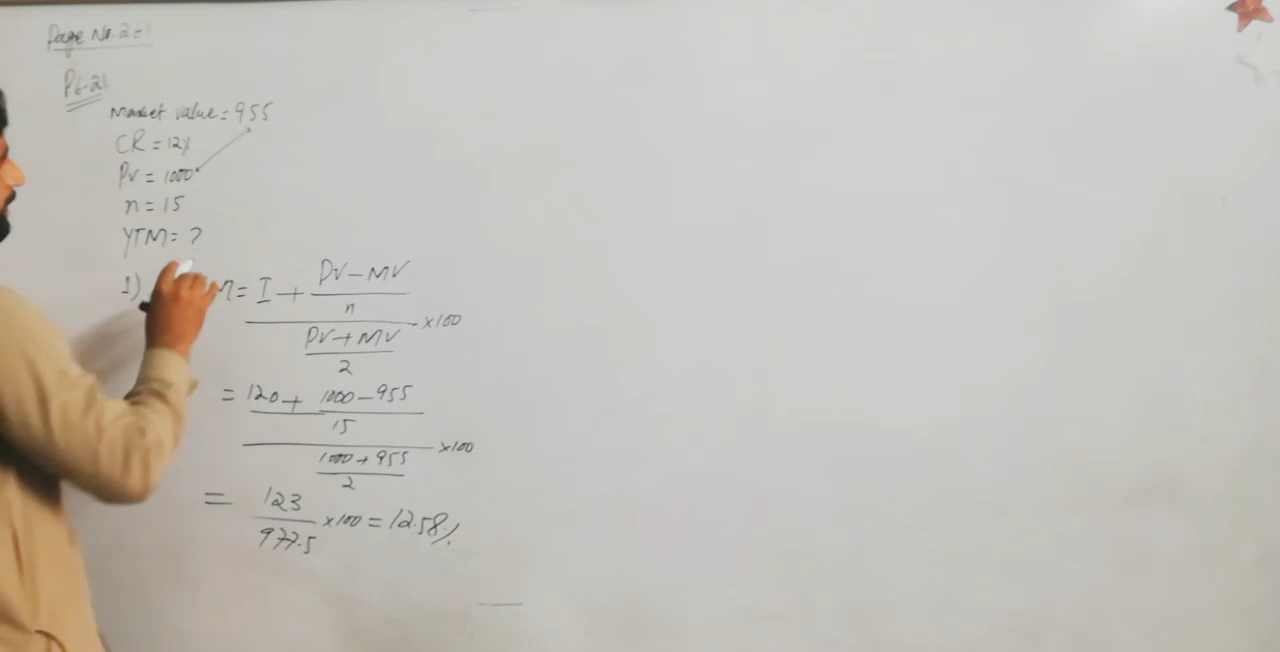 Page No. 261
P6-21
Market value = 955
CR = 12%
PV = 1000
n = 15
YTM = ?
1) M = I + PV - MV
n
× 100
PV + MV
2
= 120 + 1000 - 955
15
× 100
1000 + 955
2
= 123
977.5
× 100 = 12.58%